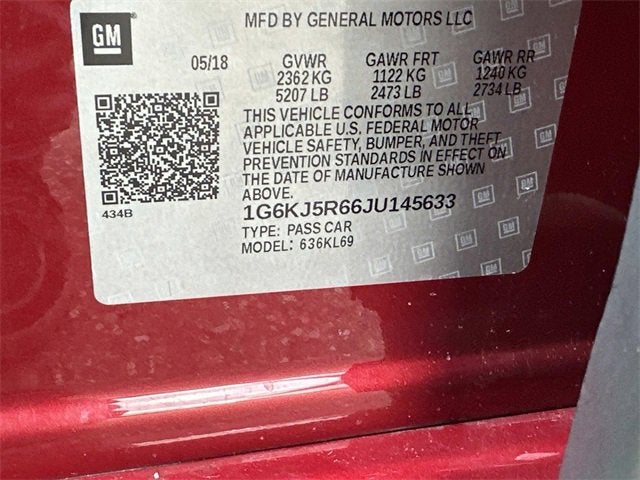 GM
MFD BY GENERAL MOTORS LLC
05/18 GVWR GAWR FRT GAWR RR
2362 KG 1122 KG 1240 KG
5207 LB 2473 LB 2734 LB
THIS VEHICLE CONFORMS TO ALL
APPLICABLE U.S. FEDERAL MOTOR
VEHICLE SAFETY, BUMPER, AND THEFT
PREVENTION STANDARDS IN EFFECT ON
THE DATE OF MANUFACTURE SHOWN
ABOVE.
434B
1G6KJ5R66JU145633
TYPE: PASS CAR
MODEL: 636KL69